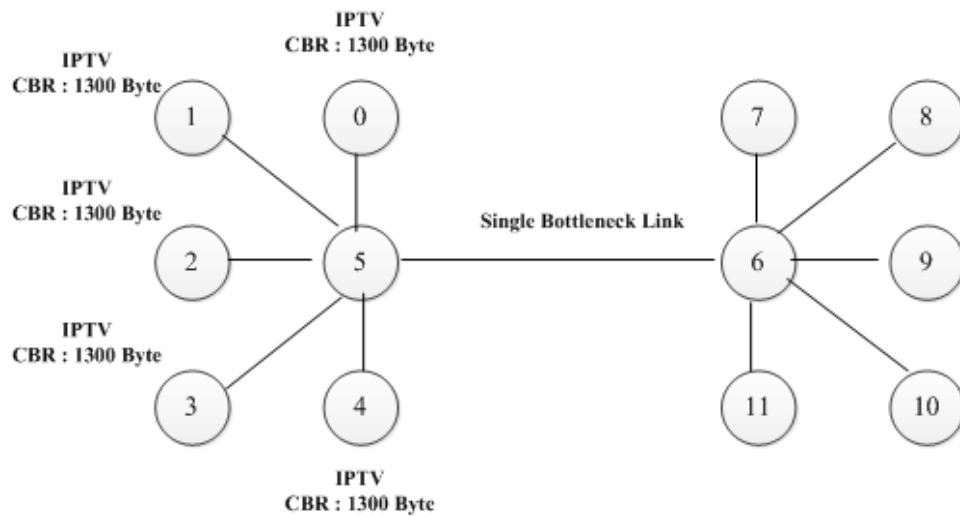 IPTV
CBR : 1300 Byte
IPTV
CBR : 1300 Byte
1
0
7
8
IPTV
CBR : 1300 Byte
Single Bottleneck Link
2
5
6
9
IPTV
CBR : 1300 Byte
3
4
11
10
IPTV
CBR : 1300 Byte